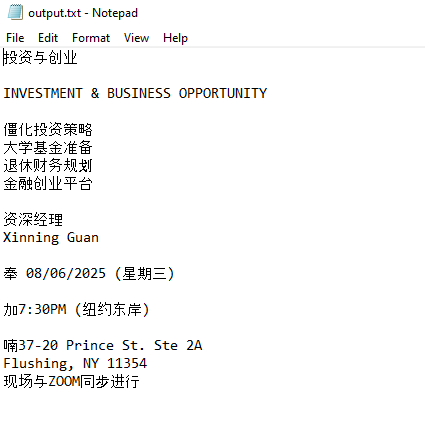 output.txt - Notepad
File Edit Format View Help
投资与创业
INVESTMENT & BUSINESS OPPORTUNITY
僵化投资策略
大学基金准备
退休财务规划
金融创业平台
资深经理
Xinning Guan
奉 08/06/2025 (星期三)
加7:30PM (纽约东岸)
喃37-20 Prince St. Ste 2A
Flushing, NY 11354
现场与ZOOM同步进行